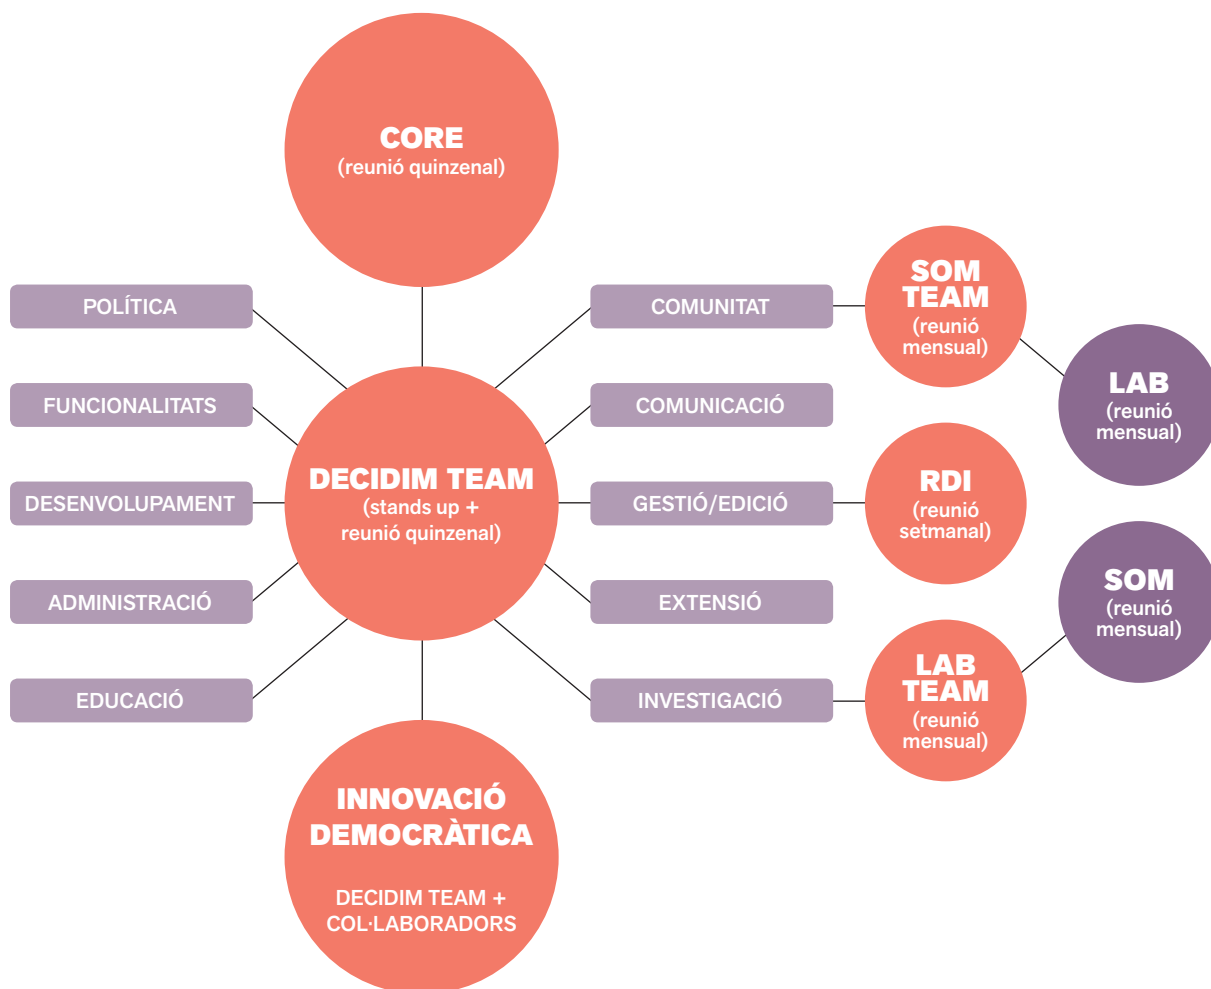 CORE
(reunió quinzenal)
POLÍTICA
FUNCIONALITATS
DESENVOLUPAMENT
ADMINISTRACIÓ
EDUCACIÓ
DECIDIM TEAM
(stands up +
reunió quinzenal)
INNOVACIÓ
DEMOCRÀTICA
DECIDIM TEAM +
COL·LABORADORS
COMUNITAT
COMUNICACIÓ
GESTIÓ/EDICIÓ
EXTENSIÓ
INVESTIGACIÓ
SOM
TEAM
(reunió
mensual)
RDI
(reunió
setmanal)
LAB
TEAM
(reunió
mensual)
LAB
(reunió
mensual)
SOM
(reunió
mensual)